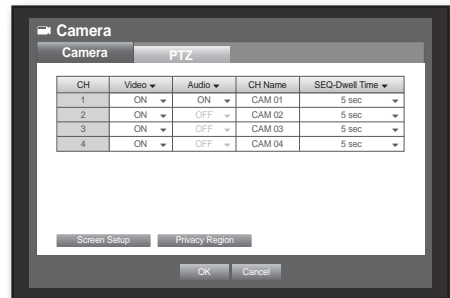 Camera
Camera PTZ
CH Video Audio CH Name SEQ-Dwell Time
1 ON ON CAM 01 5 sec
2 ON OFF CAM 02 5 sec
3 ON OFF CAM 03 5 sec
4 ON OFF CAM 04 5 sec
Screen Setup Privacy Region
OK Cancel